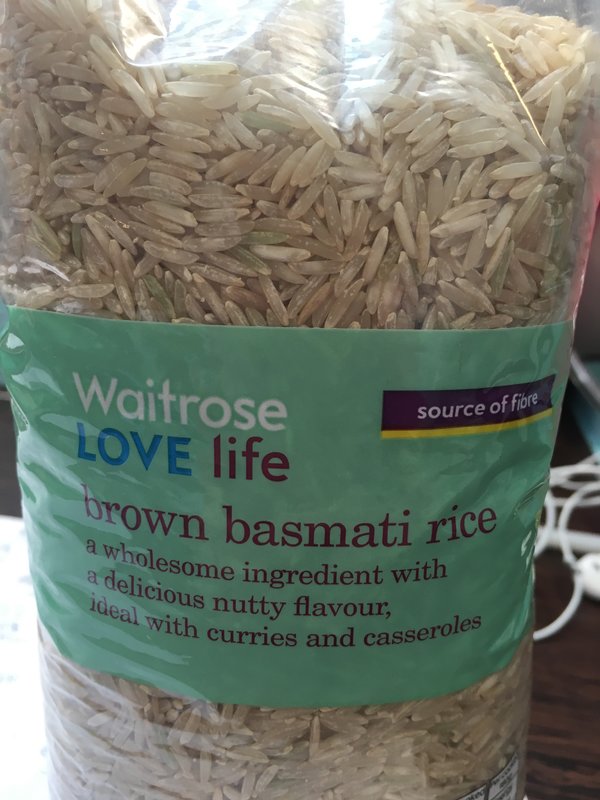 Waitrose
LOVE life
source of fibre
brown basmati rice
a wholesome ingredient with
a delicious nutty flavour,
ideal with curries and casseroles